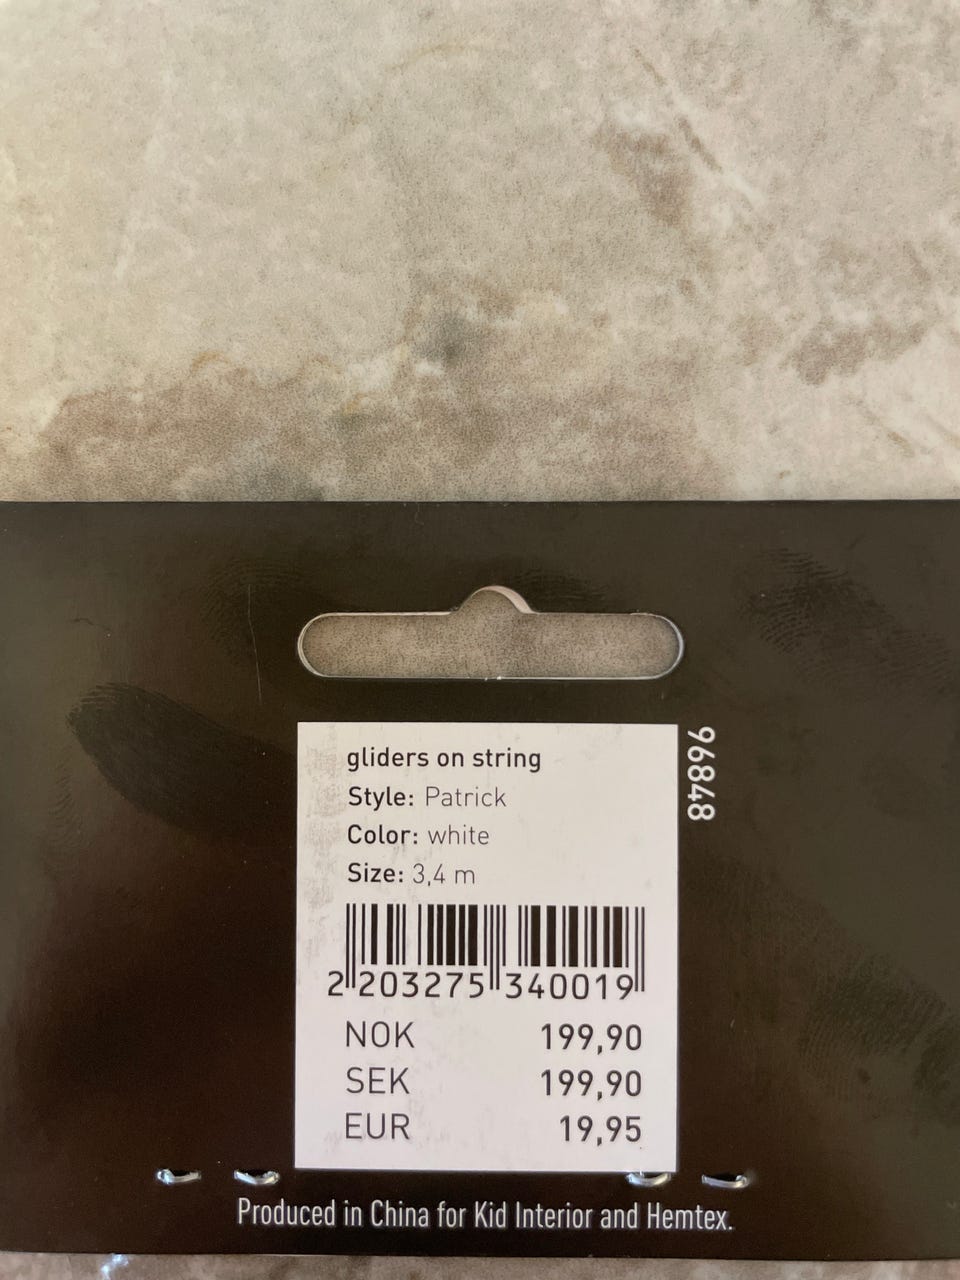 gliders on string
Style: Patrick
Color: white
Size: 3,4 m
2 203275 340019
NOK 199,90
SEK 199,90
EUR 19,95
96848
Produced in China for Kid Interior and Hemtex.